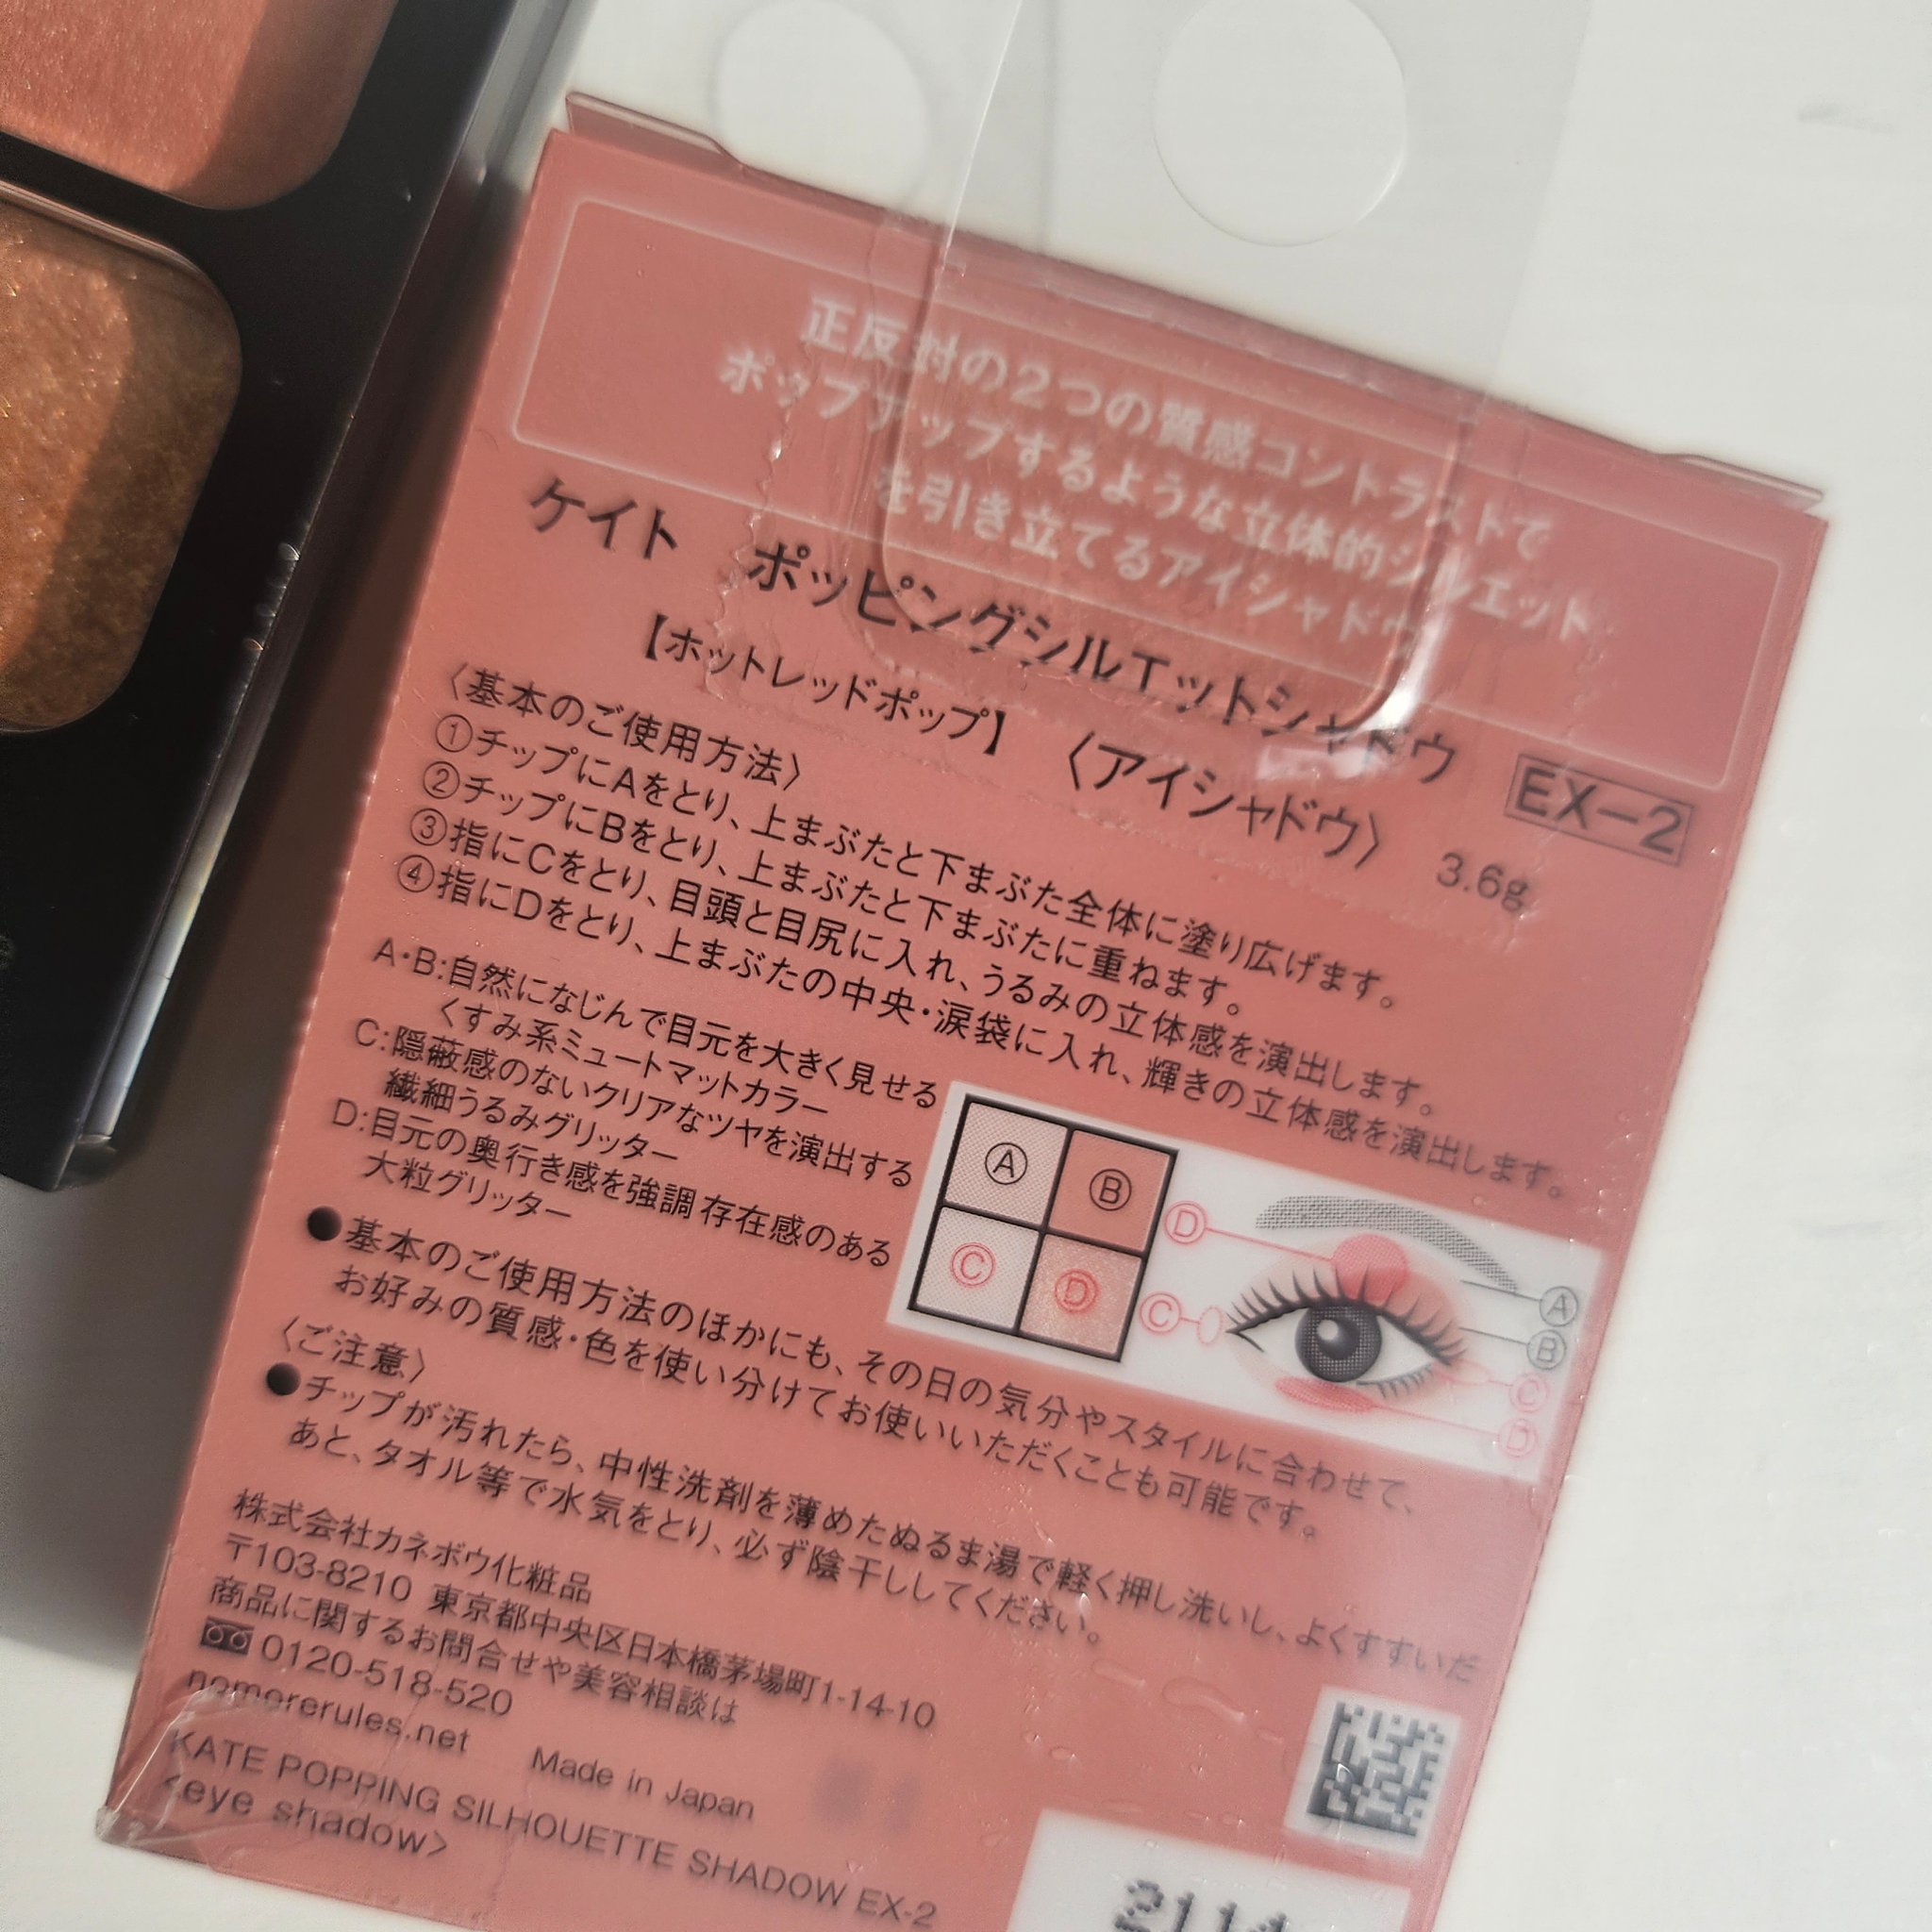 正反射の2つの質感コントラストで
ポップアップするような立体的シルエット
を引き立てるアイシャドウ
ケイト ポッピングシルエットシャドウ EX-2
【ホットレッドポップ】 〈アイシャドウ〉 3.6g
〈基本のご使用方法〉
①チップにAをとり、上まぶたと下まぶた全体に塗り広げます。
②チップにBをとり、上まぶたと下まぶたに重ねます。
③指にCをとり、目頭と目尻に入れ、うるみの立体感を演出します。
④指にDをとり、上まぶたの中央・涙袋に入れ、輝きの立体感を演出します。
A・B:自然になじんで目元を大きく見せる
くすみ系ミュートマットカラー
C:隠蔽感のないクリアなツヤを演出する
繊細うるみグリッター
D:目元の奥行き感を強調 存在感のある
大粒グリッター
Ⓐ Ⓑ
Ⓒ Ⓓ
Ⓓ
Ⓒ
Ⓐ
Ⓑ
Ⓒ
Ⓓ
●基本のご使用方法のほかにも、その日の気分やスタイルに合わせて、
お好みの質感・色を使い分けてお使いいただくことも可能です。
〈ご注意〉
●チップが汚れたら、中性洗剤を薄めたぬるま湯で軽く押し洗いし、よくすすいだ
あと、タオル等で水気をとり、必ず陰干ししてください。
株式会社カネボウ化粧品
〒103-8210 東京都中央区日本橋茅場町1-14-10
商品に関するお問合せや美容相談は
0120-518-520
nomorerules.net Made in Japan
KATE POPPING SILHOUETTE SHADOW EX-2
<eye shadow>
2114